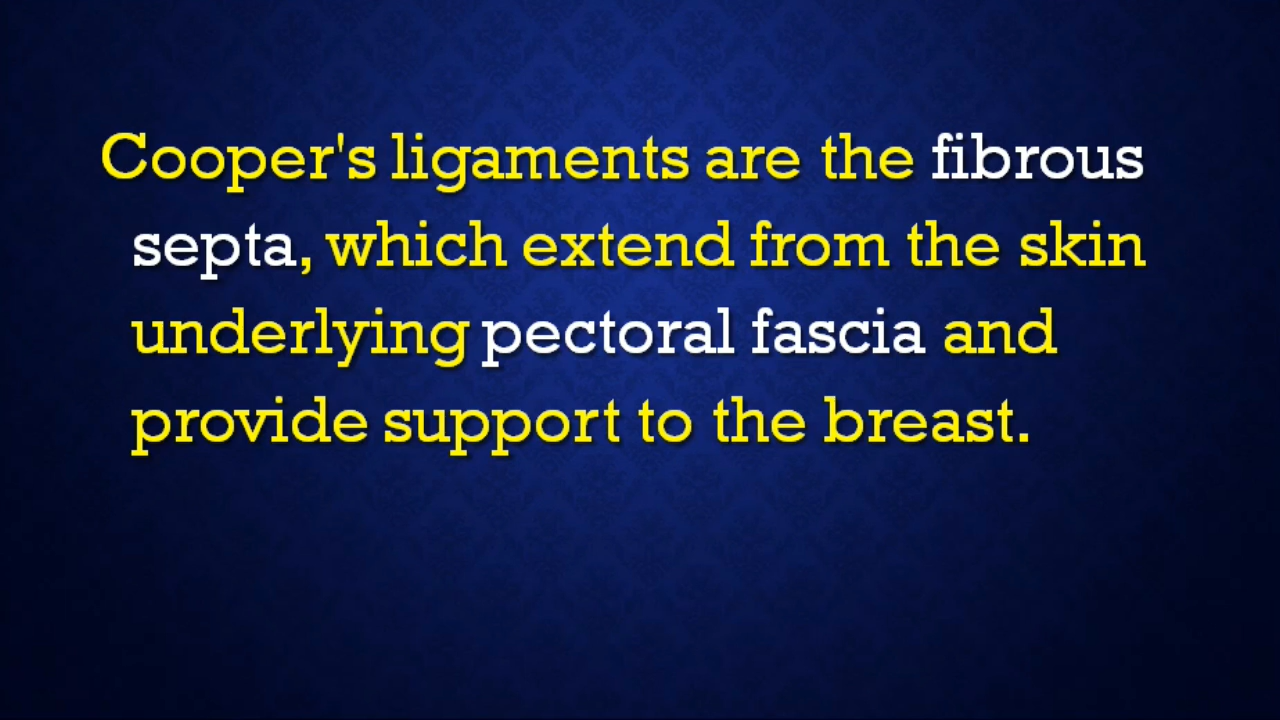 Cooper's ligaments are the fibrous
septa, which extend from the skin
underlying pectoral fascia and
provide support to the breast.